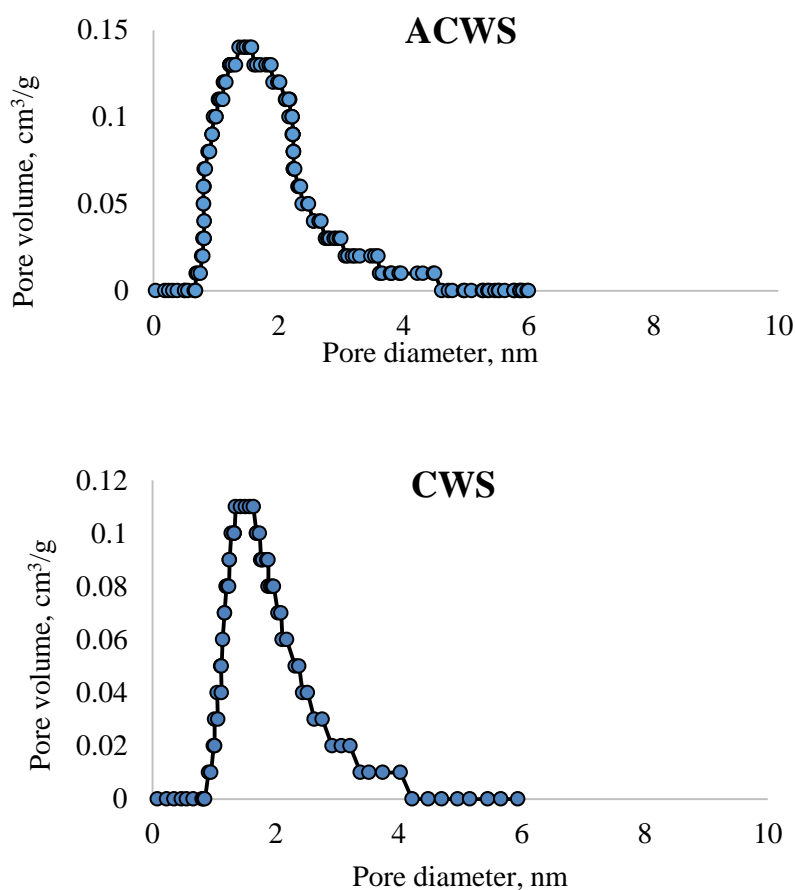 ACWS
Pore volume, cm³/g
0.15
0.1
0.05
0
0 2 4 6 8 10
Pore diameter, nm
CWS
Pore volume, cm³/g
0.12
0.1
0.08
0.06
0.04
0.02
0
0 2 4 6 8 10
Pore diameter, nm